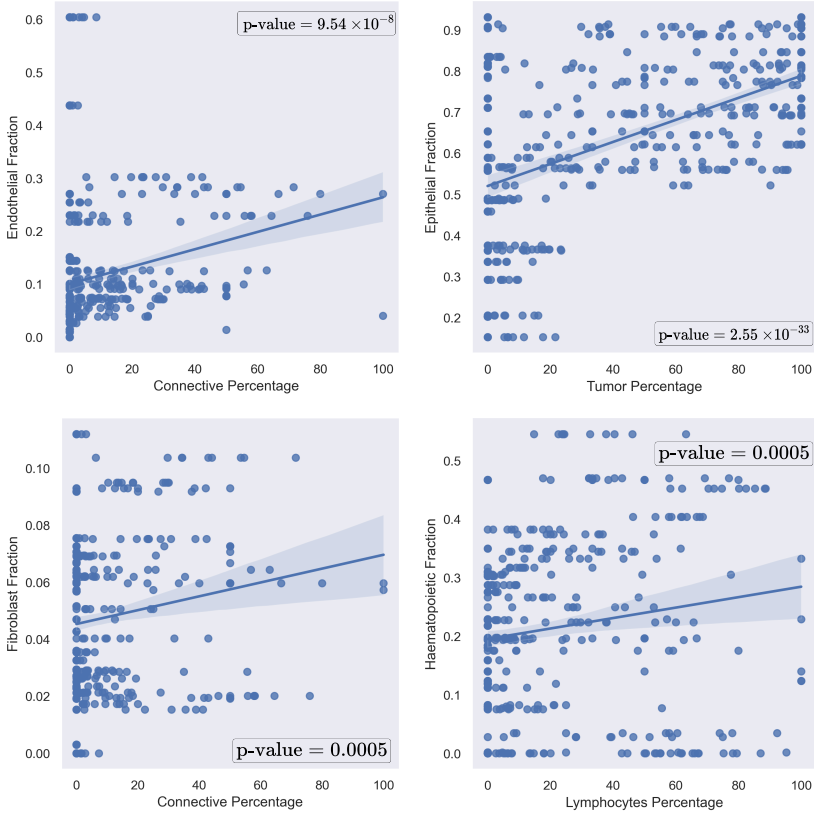 p-value = 9.54 ×10⁻⁸
0.6
0.5
0.4
0.3
0.2
0.1
0.0
Endothelial Fraction
0 20 40 60 80 100
Connective Percentage
0.9
0.8
0.7
0.6
0.5
0.4
0.3
0.2
Epithelial Fraction
p-value = 2.55 ×10⁻³³
0 20 40 60 80 100
Tumor Percentage
0.10
0.08
0.06
0.04
0.02
0.00
Fibroblast Fraction
p-value = 0.0005
0 20 40 60 80 100
Connective Percentage
p-value = 0.0005
0.5
0.4
0.3
0.2
0.1
0.0
Haematopoietic Fraction
0 20 40 60 80 100
Lymphocytes Percentage